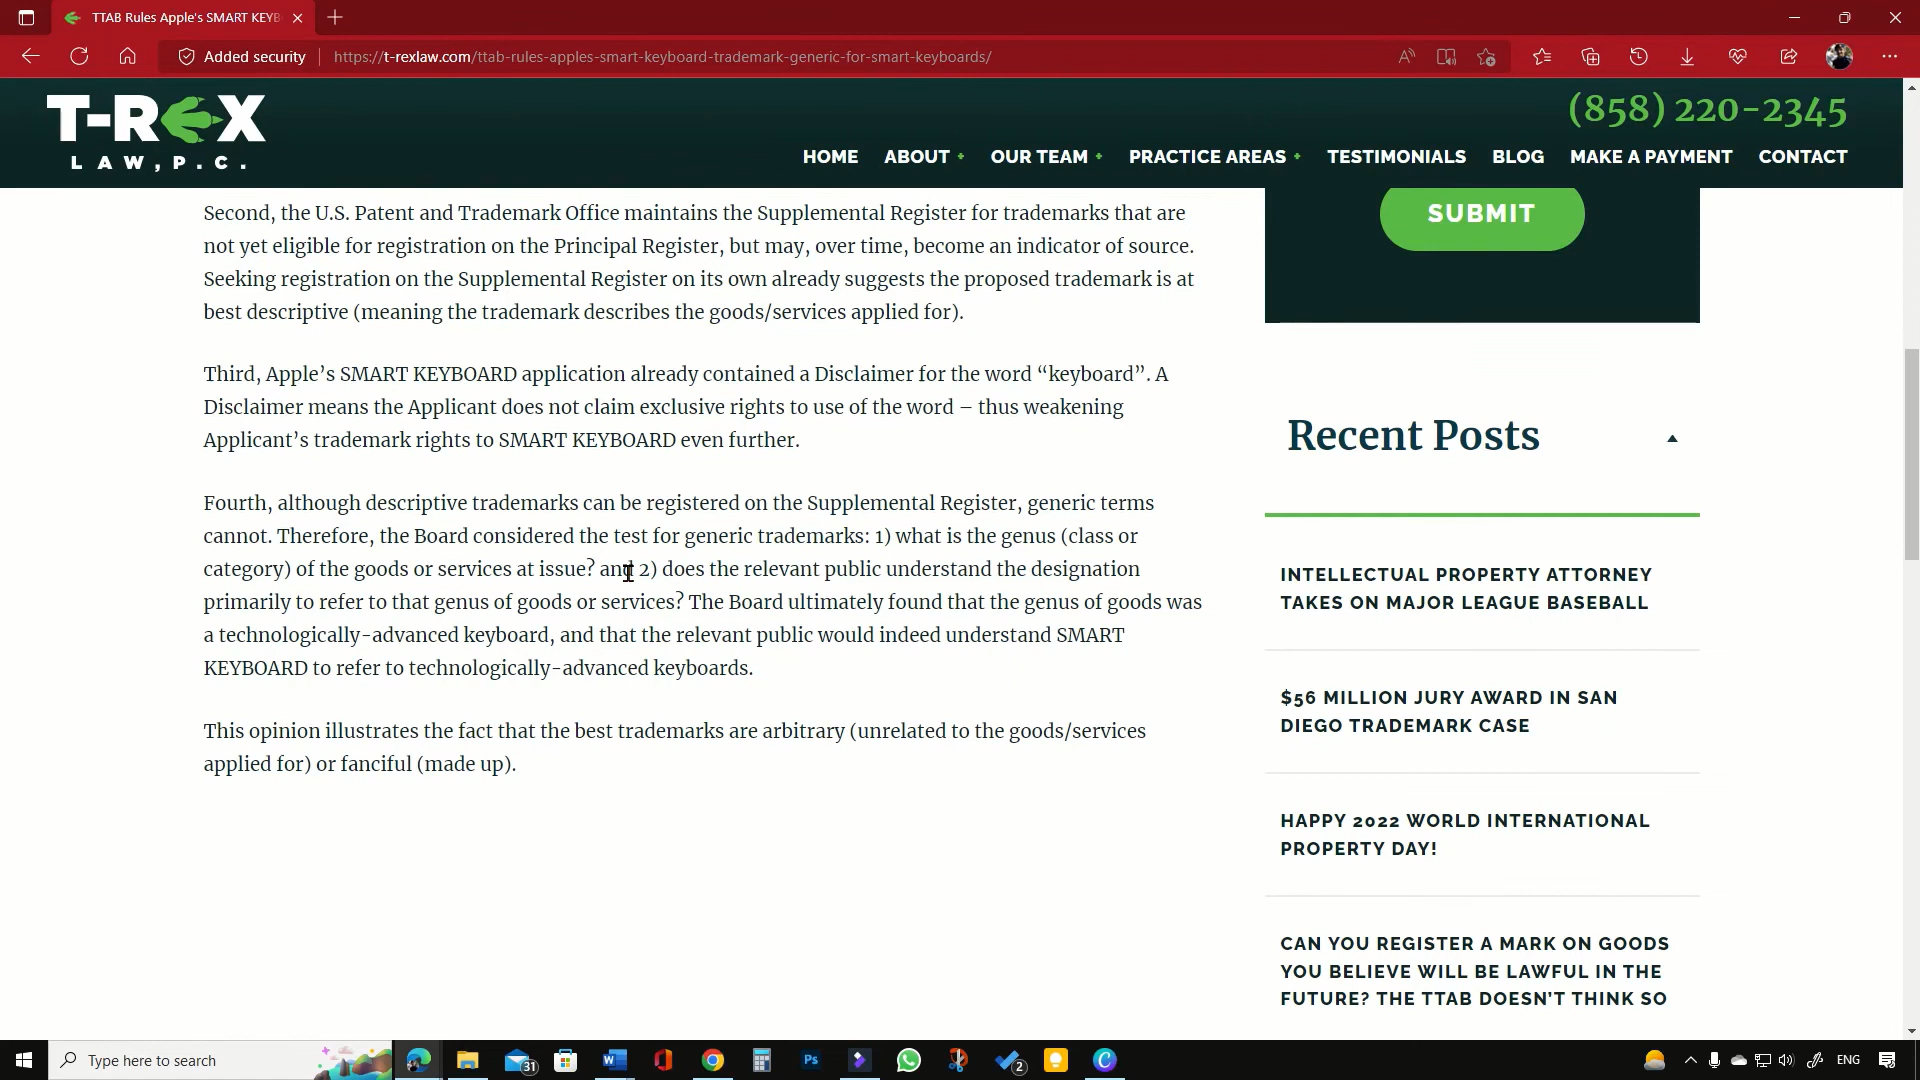 TTAB Rules Apple's SMART KEYB
Added security
https://t-rexlaw.com/ttab-rules-apples-smart-keyboard-trademark-generic-for-smart-keyboards/
T-REX
LAW, P.C.
(858) 220-2345
HOME ABOUT + OUR TEAM + PRACTICE AREAS + TESTIMONIALS BLOG MAKE A PAYMENT CONTACT
Second, the U.S. Patent and Trademark Office maintains the Supplemental Register for trademarks that are
not yet eligible for registration on the Principal Register, but may, over time, become an indicator of source.
Seeking registration on the Supplemental Register on its own already suggests the proposed trademark is at
best descriptive (meaning the trademark describes the goods/services applied for).
Third, Apple’s SMART KEYBOARD application already contained a Disclaimer for the word “keyboard”. A
Disclaimer means the Applicant does not claim exclusive rights to use of the word – thus weakening
Applicant’s trademark rights to SMART KEYBOARD even further.
Fourth, although descriptive trademarks can be registered on the Supplemental Register, generic terms
cannot. Therefore, the Board considered the test for generic trademarks: 1) what is the genus (class or
category) of the goods or services at issue? and 2) does the relevant public understand the designation
primarily to refer to that genus of goods or services? The Board ultimately found that the genus of goods was
a technologically-advanced keyboard, and that the relevant public would indeed understand SMART
KEYBOARD to refer to technologically-advanced keyboards.
This opinion illustrates the fact that the best trademarks are arbitrary (unrelated to the goods/services
applied for) or fanciful (made up).
SUBMIT
Recent Posts
INTELLECTUAL PROPERTY ATTORNEY
TAKES ON MAJOR LEAGUE BASEBALL
$56 MILLION JURY AWARD IN SAN
DIEGO TRADEMARK CASE
HAPPY 2022 WORLD INTERNATIONAL
PROPERTY DAY!
CAN YOU REGISTER A MARK ON GOODS
YOU BELIEVE WILL BE LAWFUL IN THE
FUTURE? THE TTAB DOESN’T THINK SO
Type here to search
31
Ps
2
ENG